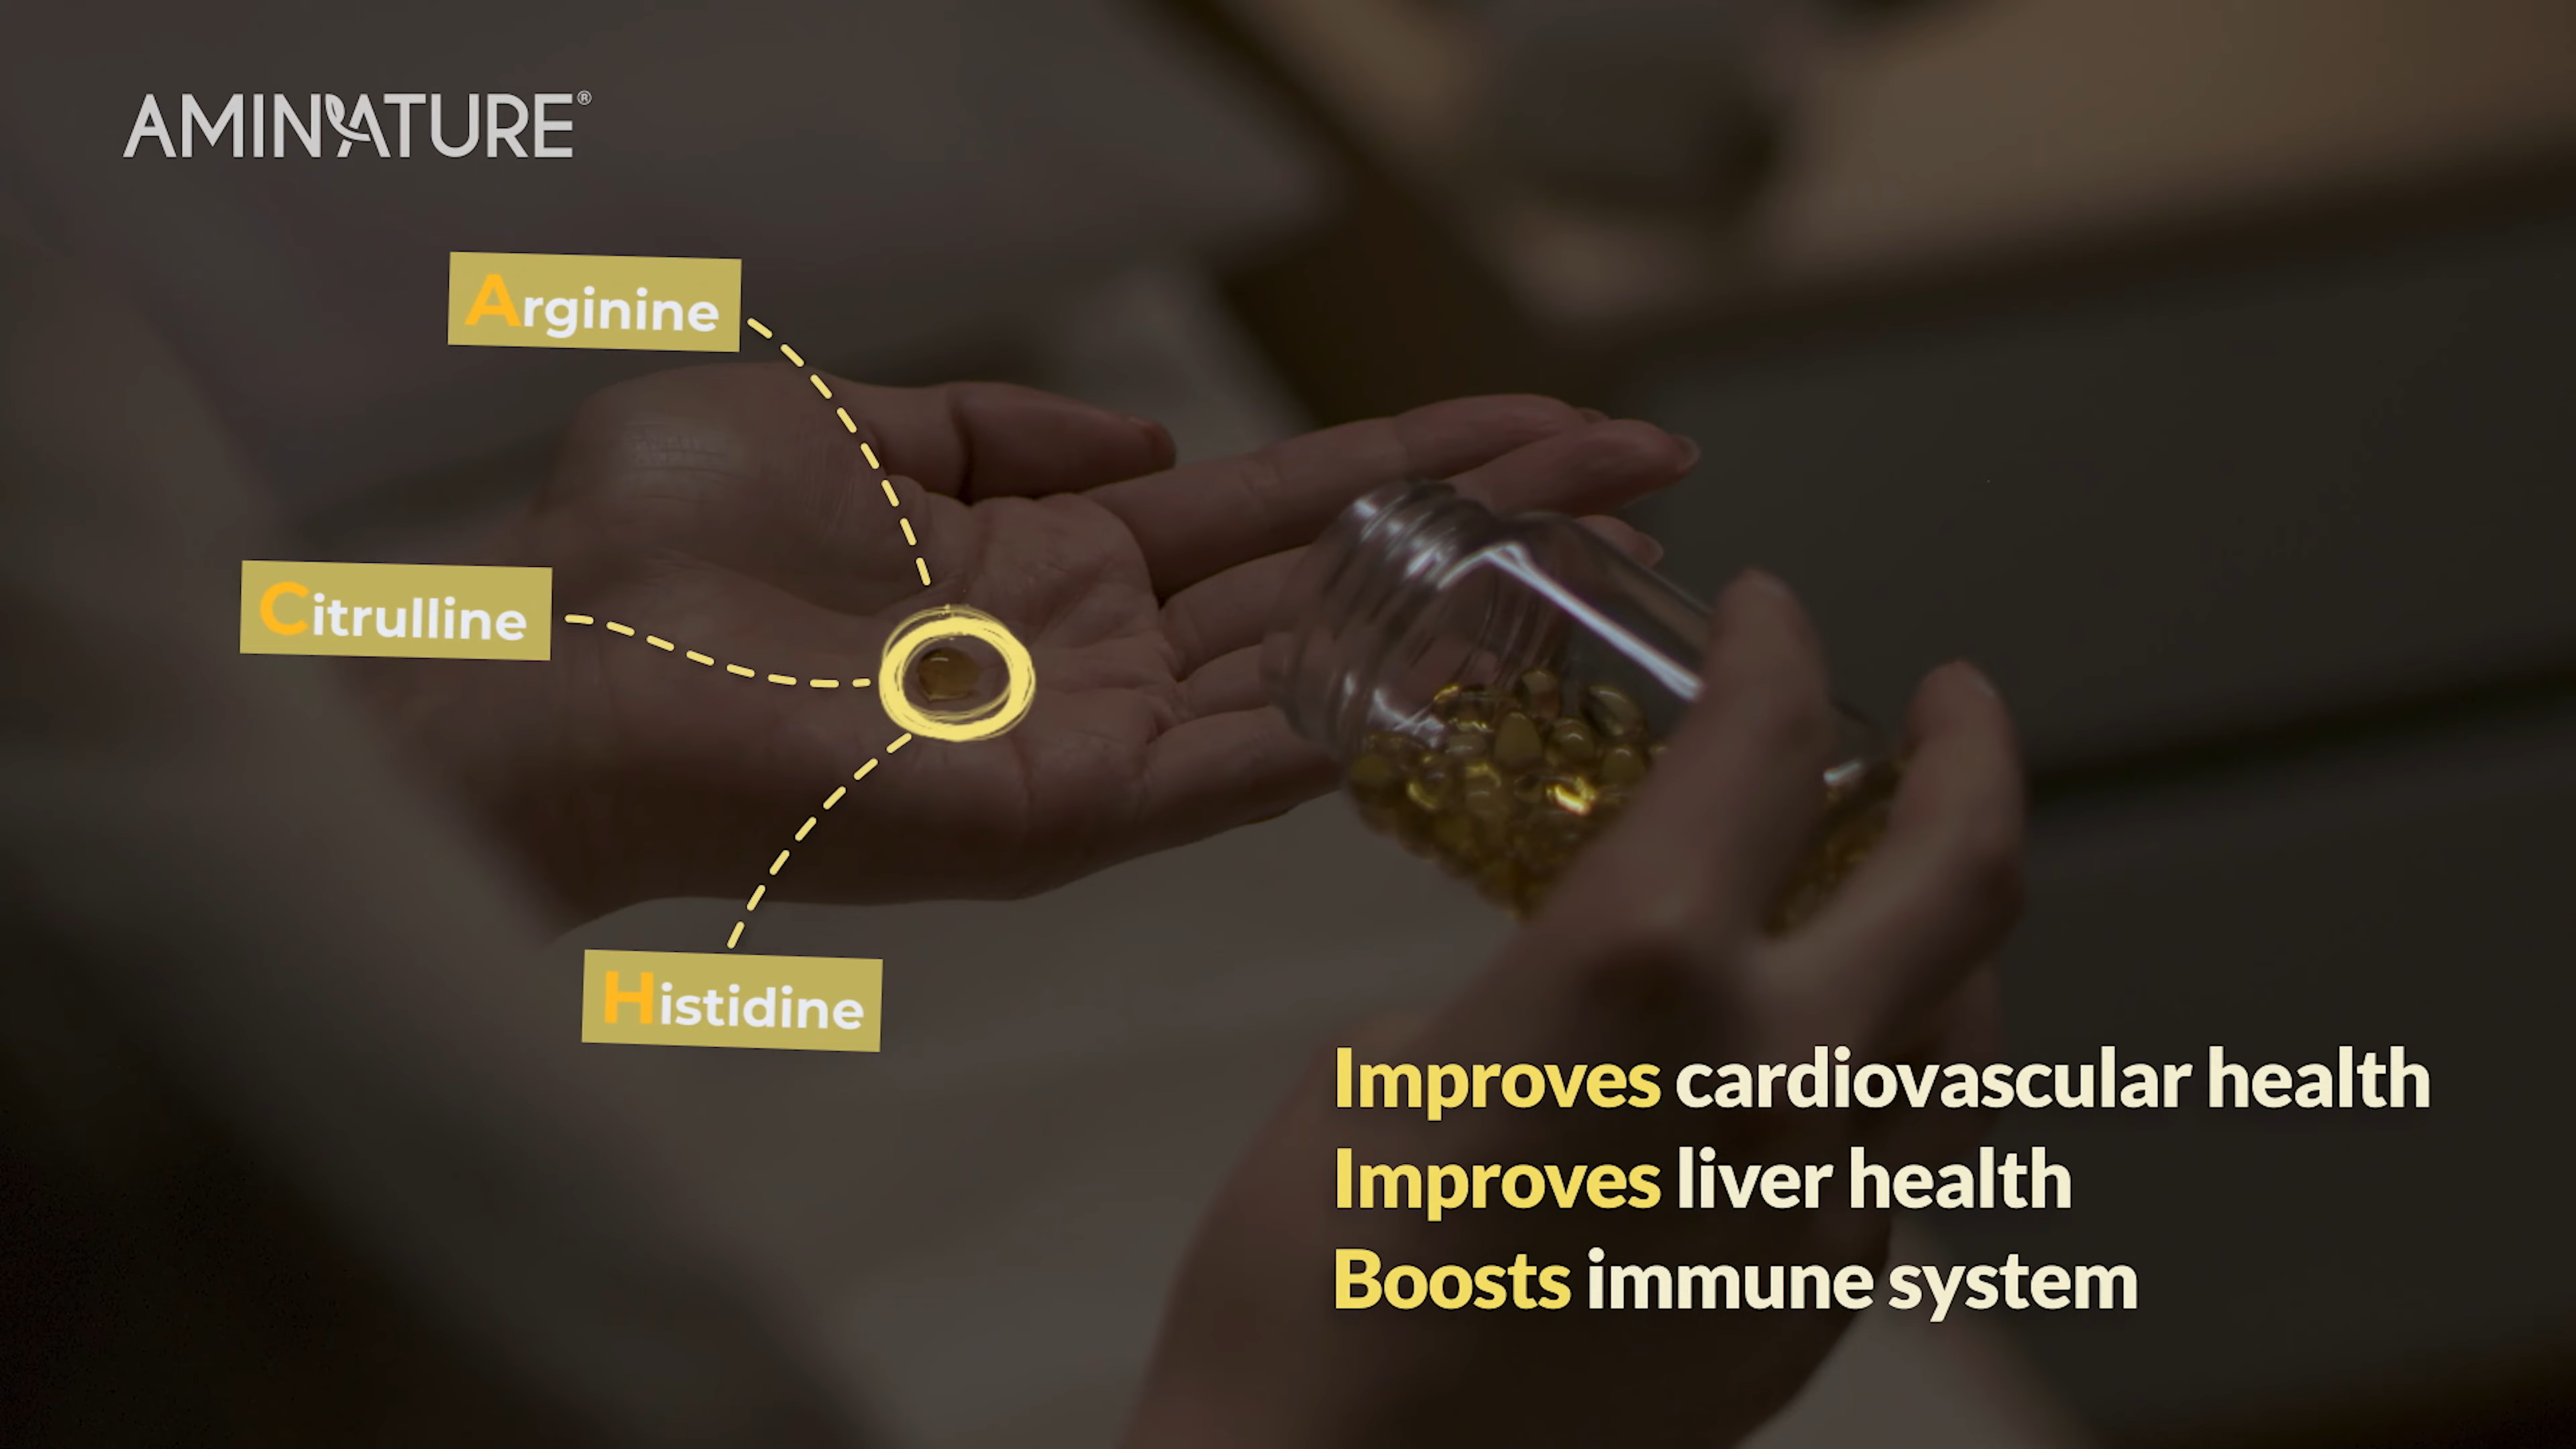 AMINATURE®
Arginine
Citrulline
Histidine
Improves cardiovascular health
Improves liver health
Boosts immune system